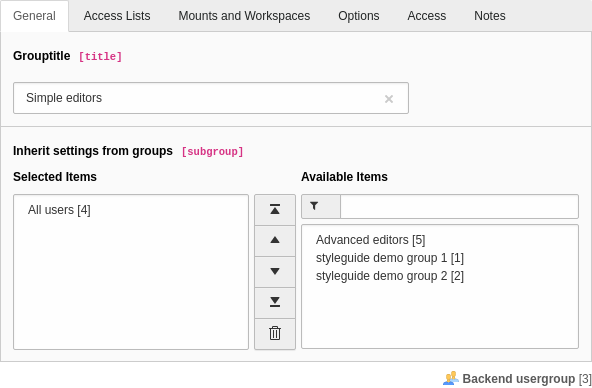 General Access Lists Mounts and Workspaces Options Access Notes
Grouptitle [title]
Simple editors
Inherit settings from groups [subgroup]
Selected Items
All users [4]
Available Items
Advanced editors [5]
styleguide demo group 1 [1]
styleguide demo group 2 [2]
Backend usergroup [3]